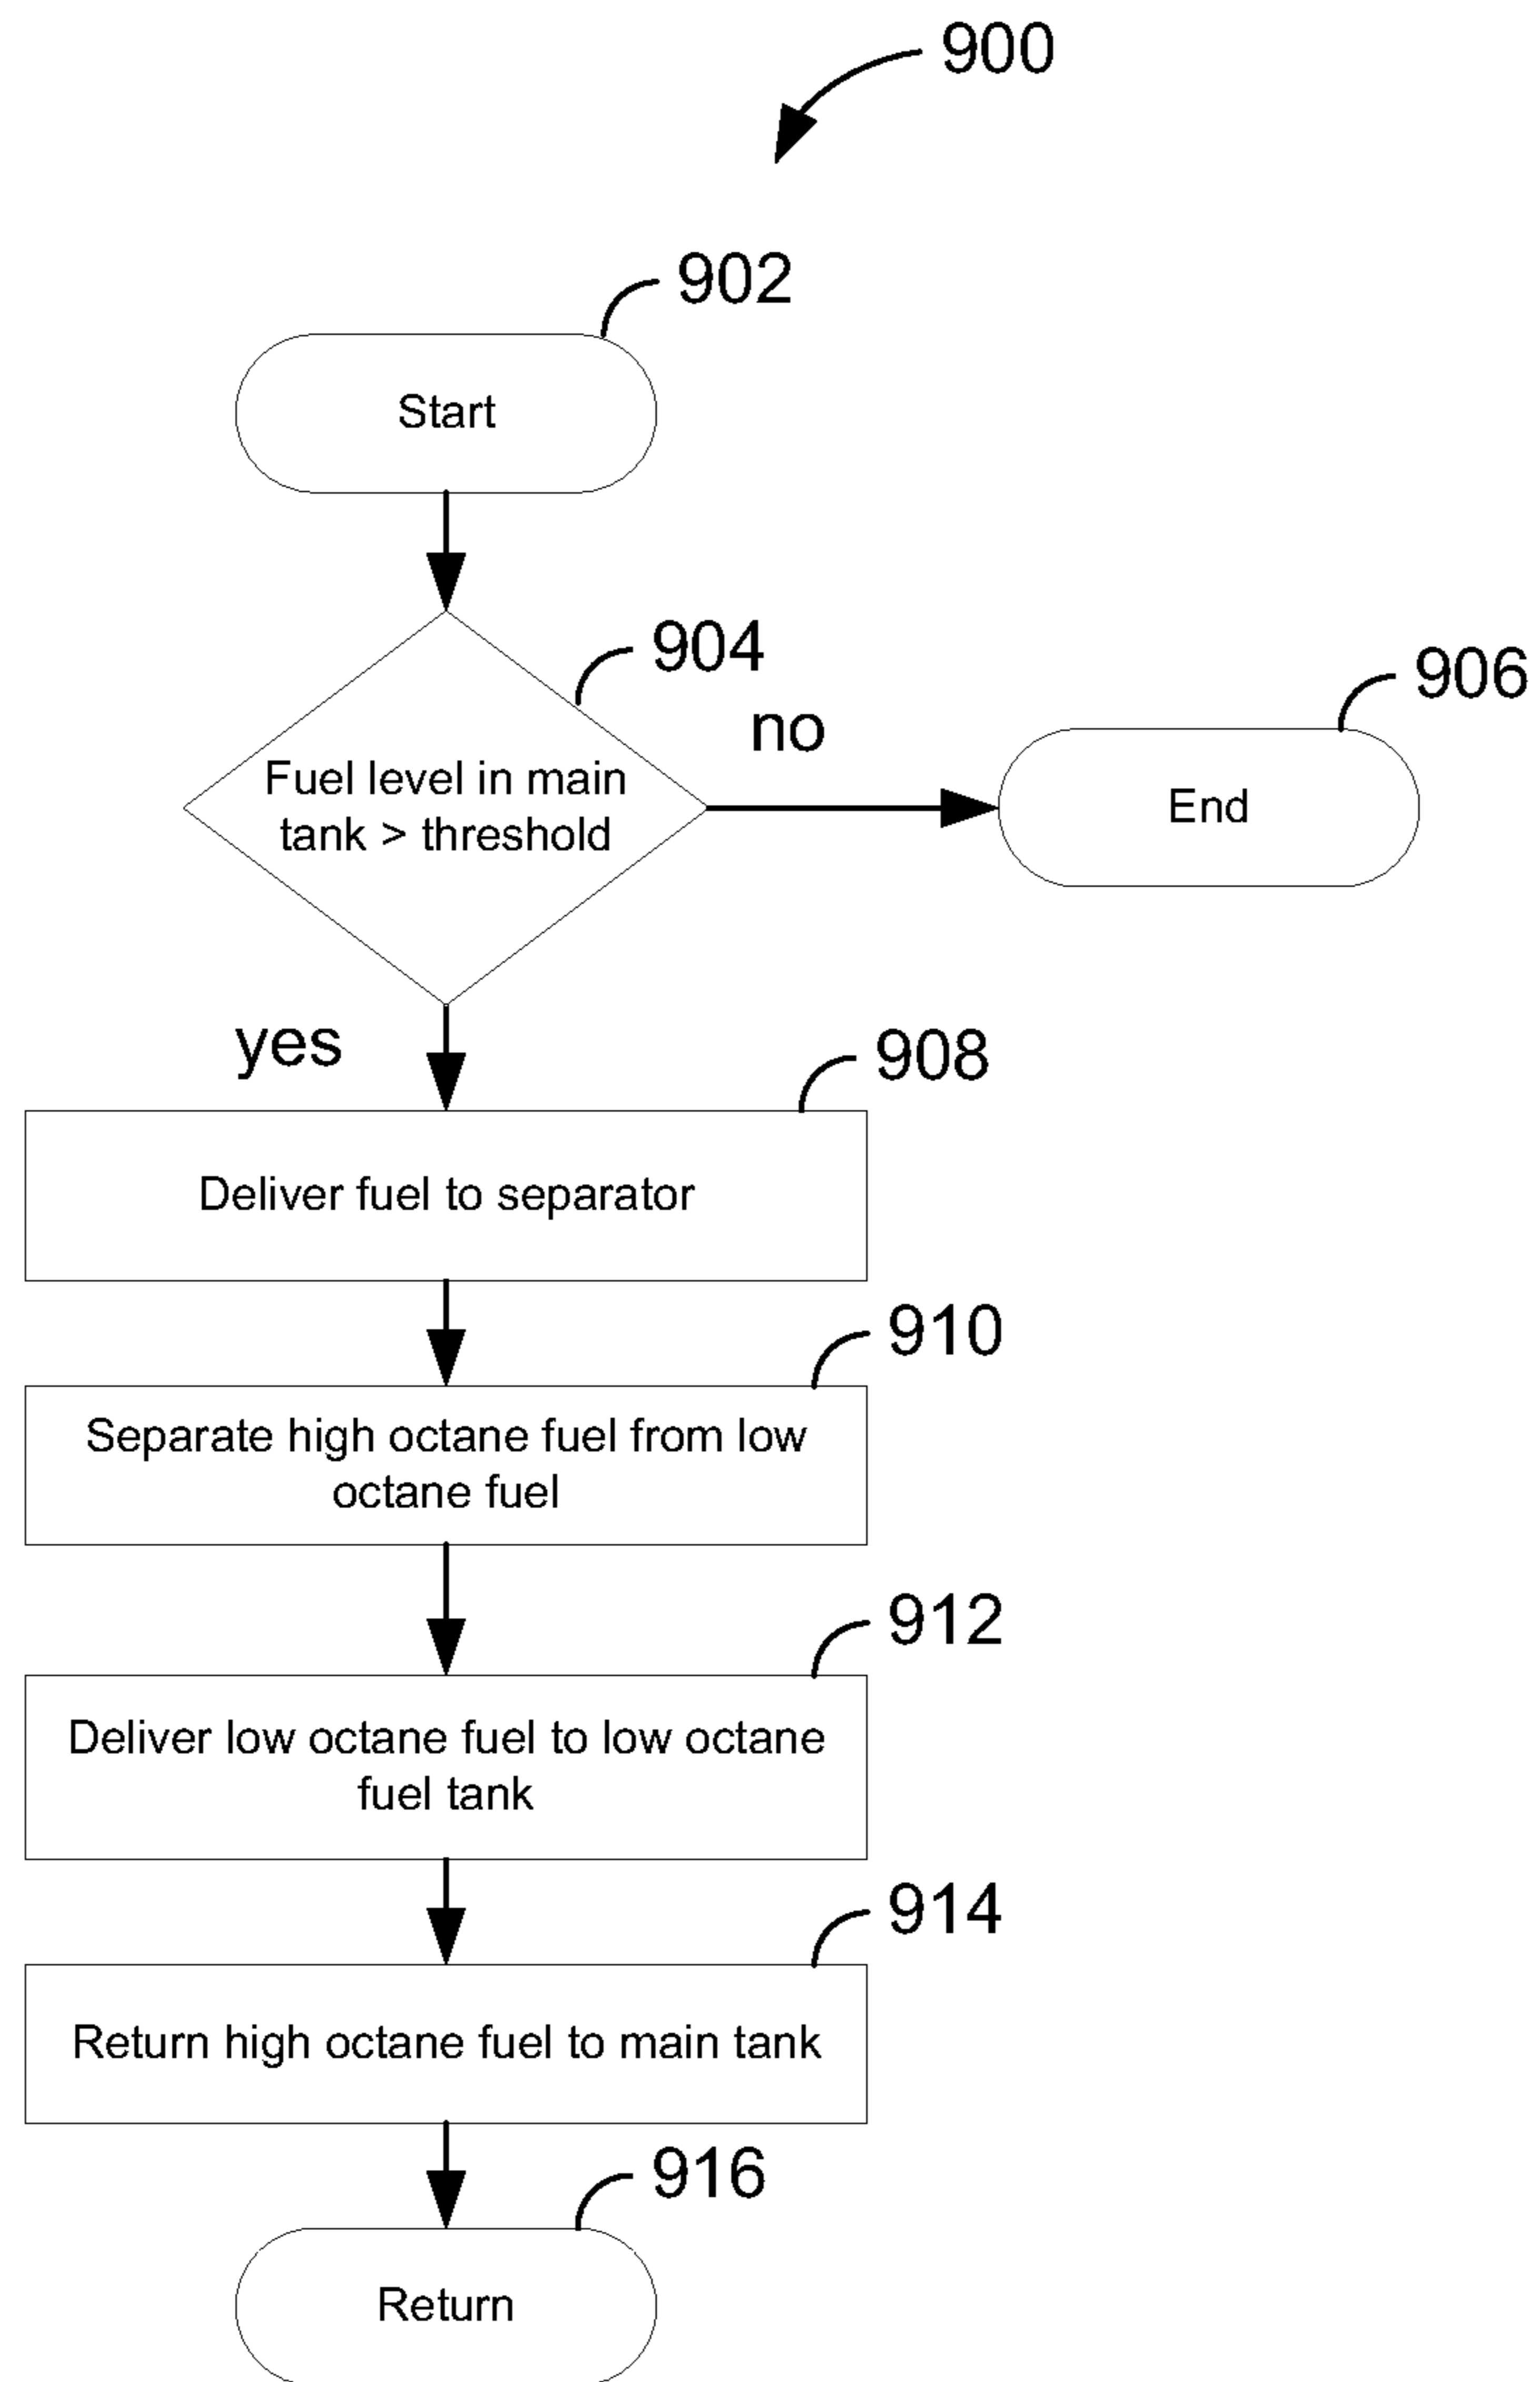 900
902
Start
904
no
906
Fuel level in main
tank > threshold
End
yes
908
Deliver fuel to separator
910
Separate high octane fuel from low
octane fuel
912
Deliver low octane fuel to low octane
fuel tank
914
Return high octane fuel to main tank
916
Return